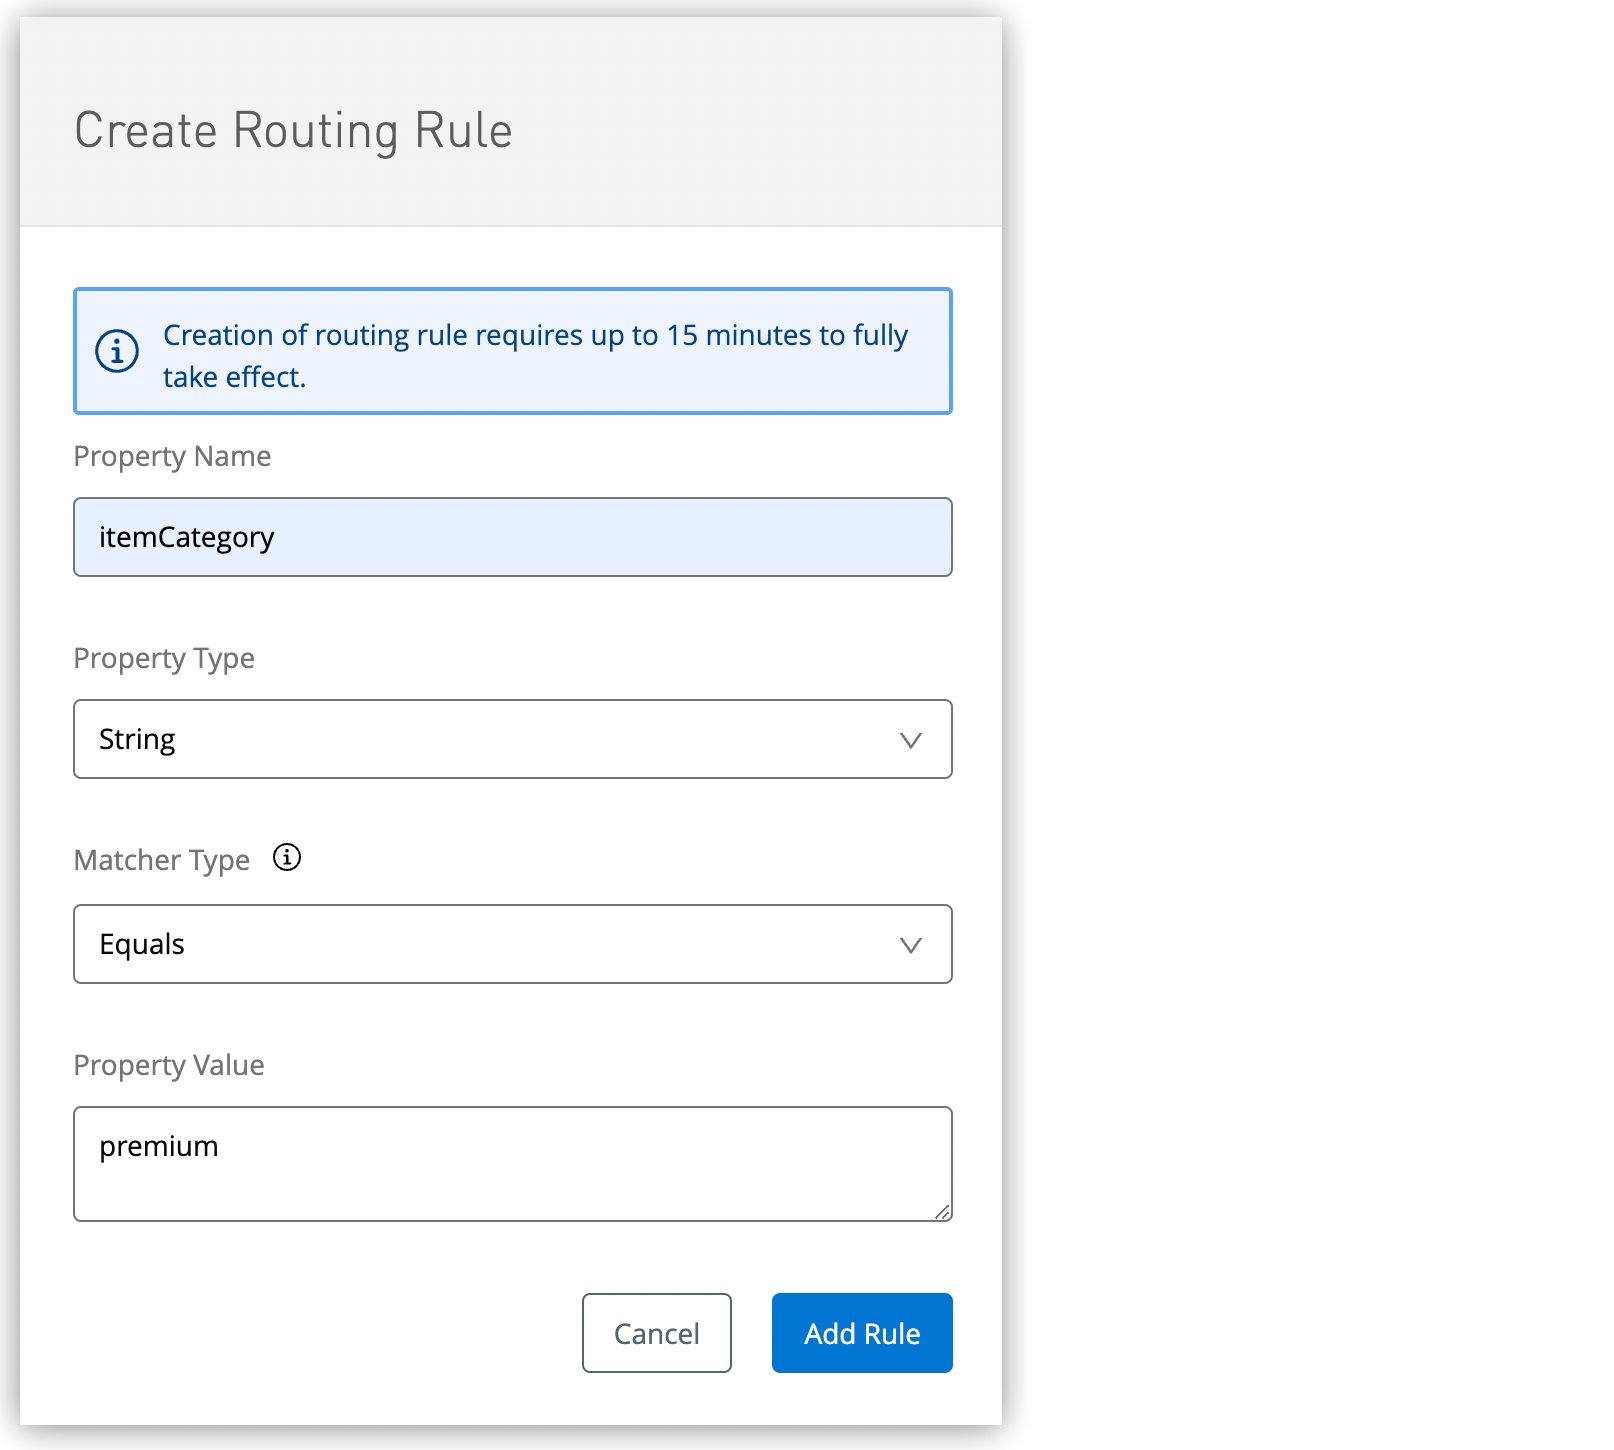 Create Routing Rule
Creation of routing rule requires up to 15 minutes to fully
take effect.
Property Name
itemCategory
Property Type
String
Matcher Type
Equals
Property Value
premium
Cancel
Add Rule